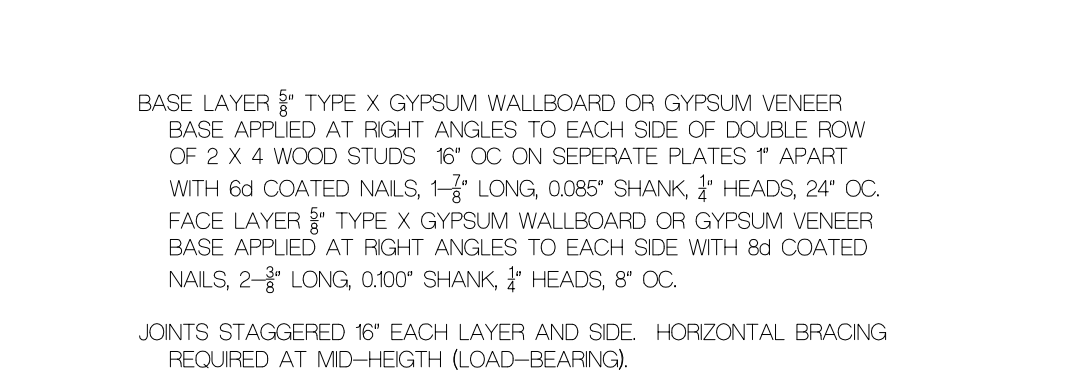 BASE LAYER 5/8" TYPE X GYPSUM WALLBOARD OR GYPSUM VENEER
BASE APPLIED AT RIGHT ANGLES TO EACH SIDE OF DOUBLE ROW
OF 2 X 4 WOOD STUDS 16" OC ON SEPERATE PLATES 1" APART
WITH 6d COATED NAILS, 1-7/8" LONG, 0.085" SHANK, 1/4" HEADS, 24" OC.
FACE LAYER 5/8" TYPE X GYPSUM WALLBOARD OR GYPSUM VENEER
BASE APPLIED AT RIGHT ANGLES TO EACH SIDE WITH 8d COATED
NAILS, 2-3/8" LONG, 0.100" SHANK, 1/4" HEADS, 8" OC.
JOINTS STAGGERED 16" EACH LAYER AND SIDE. HORIZONTAL BRACING
REQUIRED AT MID-HEIGTH (LOAD-BEARING).